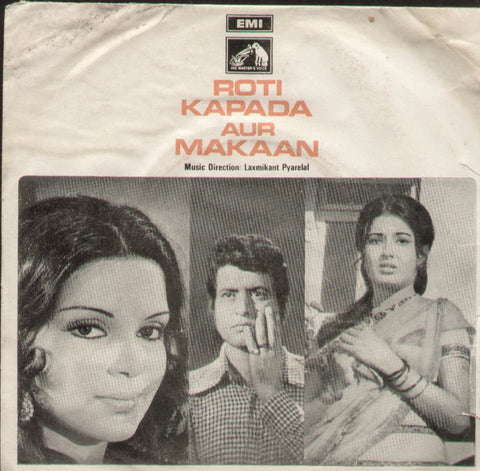 EMI
HIS MASTER'S VOICE
ROTI
KAPADA
AUR
MAKAAN
Music Direction: Laxmikant Pyarelal